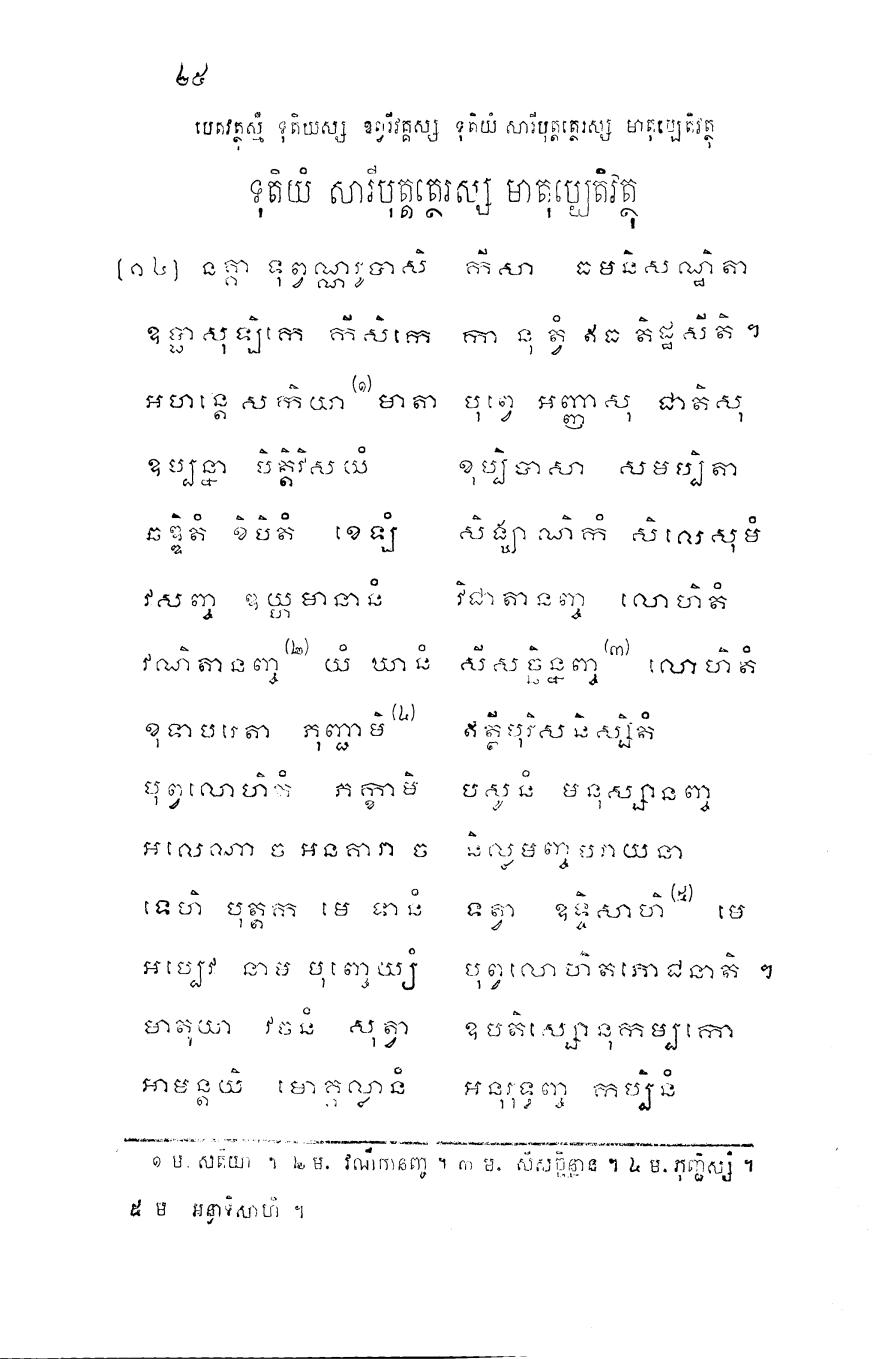 ២៥
បេតវត្ថុស្មឹ ទុតិយស្ស ឧព្វរីវគ្គស្ស ទុតិយំ សារីបុត្តត្ថេរស្ស មាតុប្បេតិវត្ថុ
ទុតិយំ សារីបុត្តត្ថេរស្ស មាតុប្បេតិវត្ថុ
(១៤) នគ្គា ទុព្វណ្ណរូបាសិ កីសា ធមនិសណ្ឋិតា
ឧប្ផាសុឡិកេ កីសិកេ កា នុ ត្វំ ឥធ តិដ្ឋសីតិ ។
អហន្តេ សកិយា(១) មាតា បុព្វេ អញ្ញាសុ ជាតិសុ
ឧប្បន្នា បិត្តិវិសយំ ខុប្បិបាសា សមប្បិតា
ឆឌ្ឌិតំ ខិបិតំ ខេឡំ សិង្ឃាណិកំ សិលេសុមំ
វសញ្ច ឌយ្ហមានានំ វិជាតានញ្ច លោហិតំ
វណិតានញ្ច(២) យំ ឃានំ សីសច្ឆិន្នញ្ច(៣) លោហិតំ
ខុទាបរេតា ភុញ្ជាមិ(៤) ឥត្ថីបុរិសនិស្សិតំ
បុព្វលោហិតំ ភក្ខាមិ បសូនំ មនុស្សានញ្ច
អលេណា ច អនគារា ច និលមញ្ចបរាយនា
ទេហិ បុត្តក មេ ទានំ ទត្វា ឧទ្ទិសាហិ(៥) មេ
អប្បេវ នាម មុញ្ចេយ្យំ បុព្វលោហិតភោជនាតិ ។
មាតុយា វចនំ សុត្វា ឧបតិស្សោនុកម្បកោ
អាមន្តយិ មោគ្គល្លានំ អនុរុទ្ធញ្ច កប្បិនំ
១ ម. សតិយា ។ ២ ម. វណិកានញ្ច ។ ៣ ម. សីសច្ឆិន្នាន ។ ៤ ម. ភុញ្ជិស្សំ ។
៥ ម អន្វាទិសាហិ ។